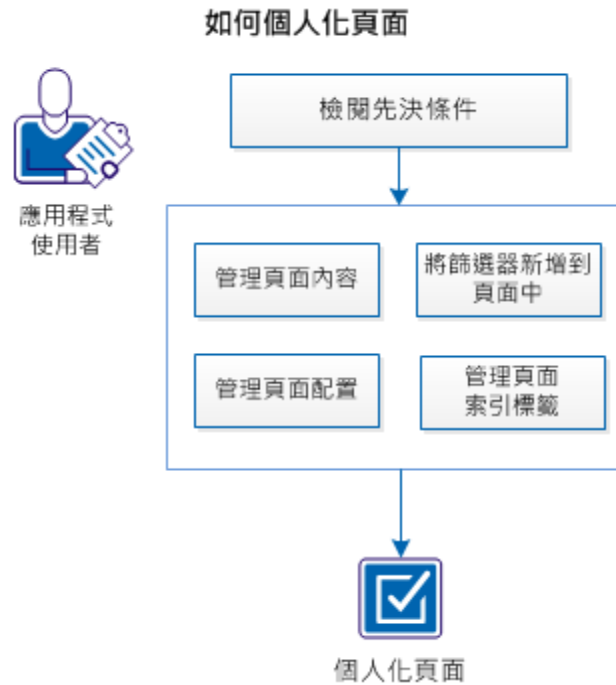 如何個人化頁面
檢閱先決條件
應用程式
使用者
管理頁面內容
將篩選器新增到
頁面中
管理頁面配置
管理頁面
索引標籤
個人化頁面